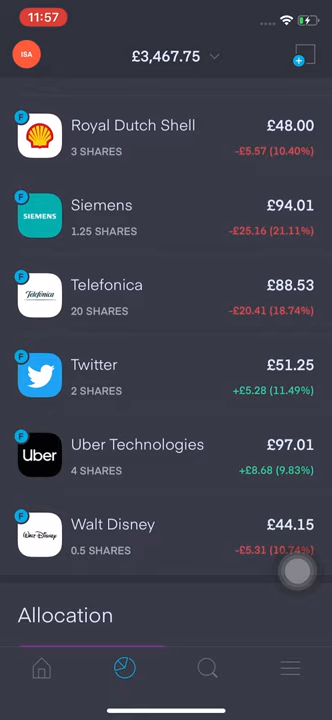 11:57
ISA
£3,467.75
F
Royal Dutch Shell £48.00
3 SHARES -£5.57 (10.40%)
F
SIEMENS
Siemens £94.01
1.25 SHARES -£25.16 (21.11%)
F
Telefónica
Telefonica £88.53
20 SHARES -£20.41 (18.74%)
F
Twitter £51.25
2 SHARES +£5.28 (11.49%)
F
Uber
Uber Technologies £97.01
4 SHARES +£8.68 (9.83%)
F
Walt Disney
Walt Disney £44.15
0.5 SHARES -£5.31 (10.74%)
Allocation